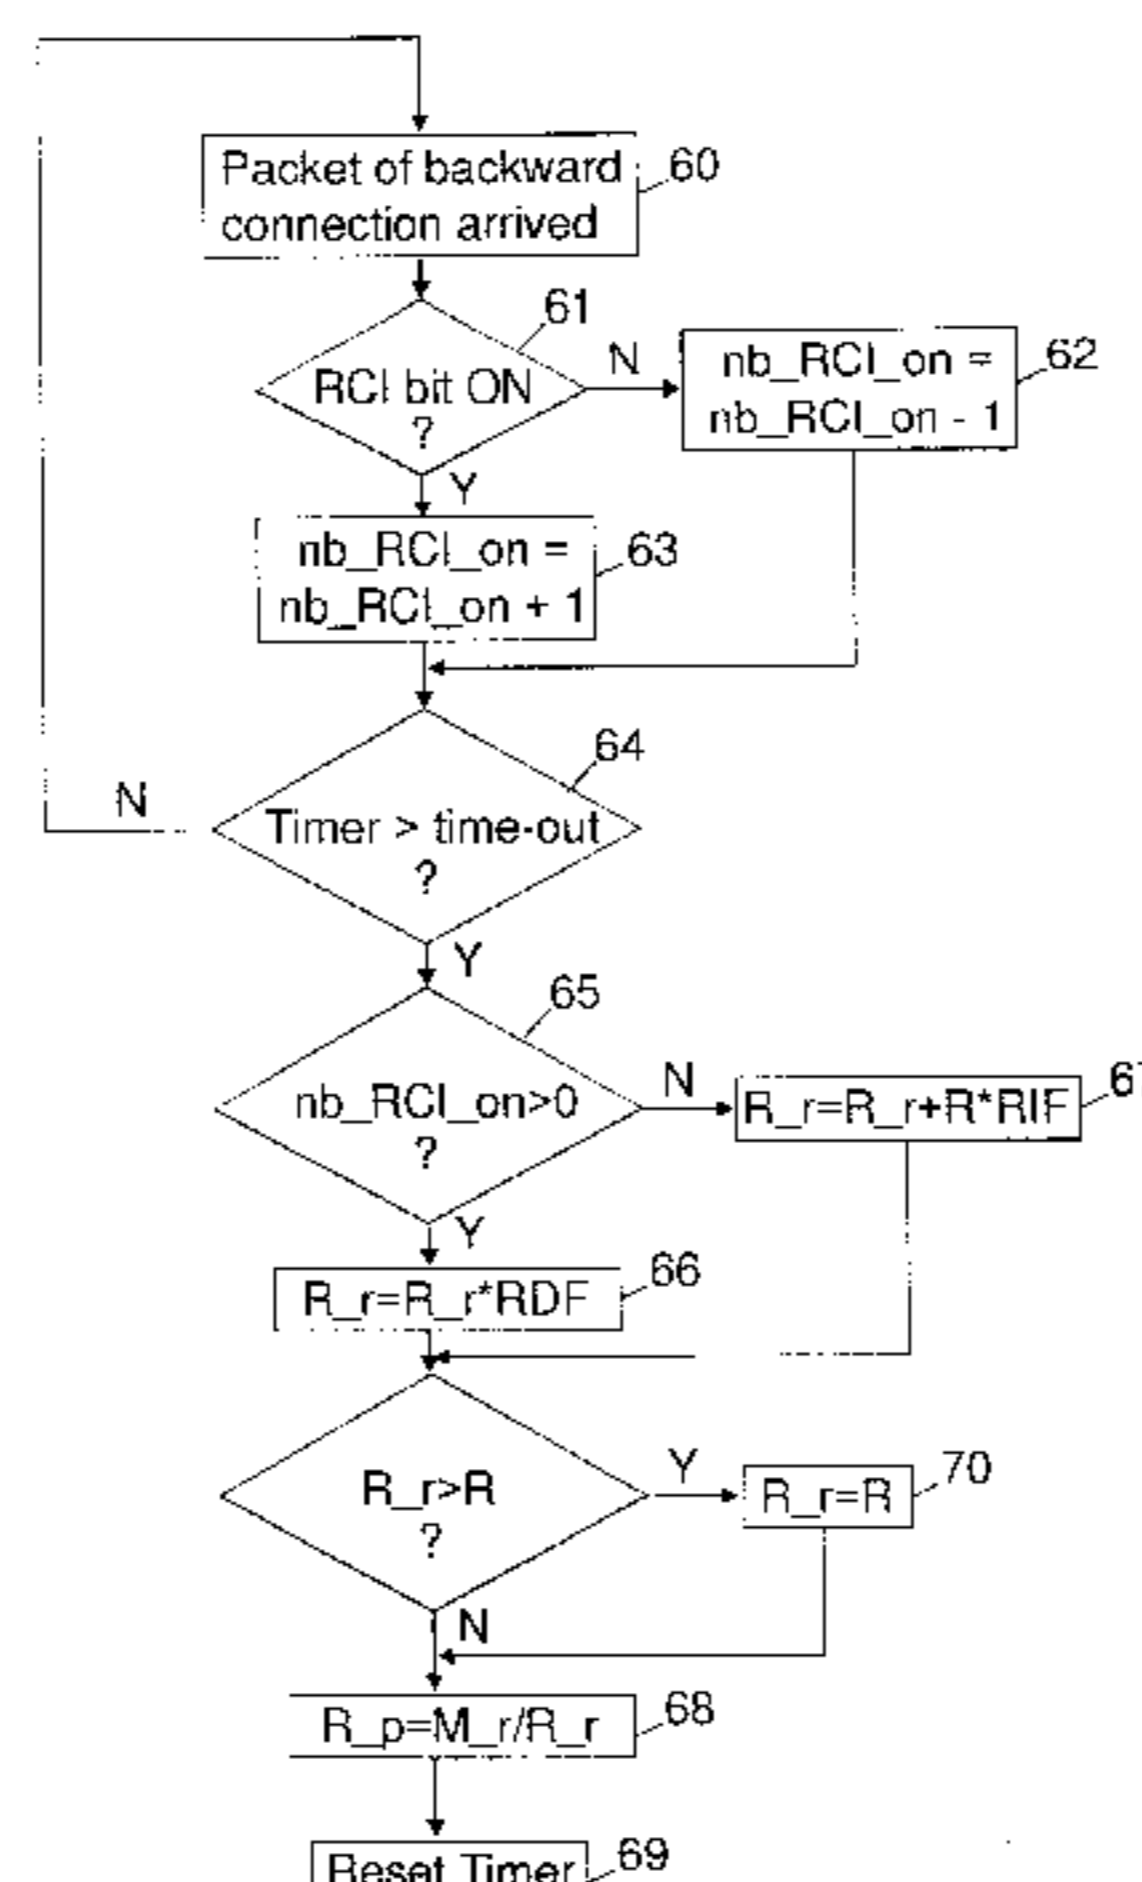 Packet of backward
connection arrived
60
61
RCI bit ON
?
N
nb_RCI_on =
nb_RCI_on - 1
62
Y
nb_RCI_on =
nb_RCI_on + 1
63
64
N
Timer > time-out
?
Y
65
nb_RCI_on>0
?
N
R_r=R_r+R*RIF
67
Y
R_r=R_r*RDF
66
R_r>R
?
Y
R_r=R
70
N
R_p=M_r/R_r
68
Reset Timer
69